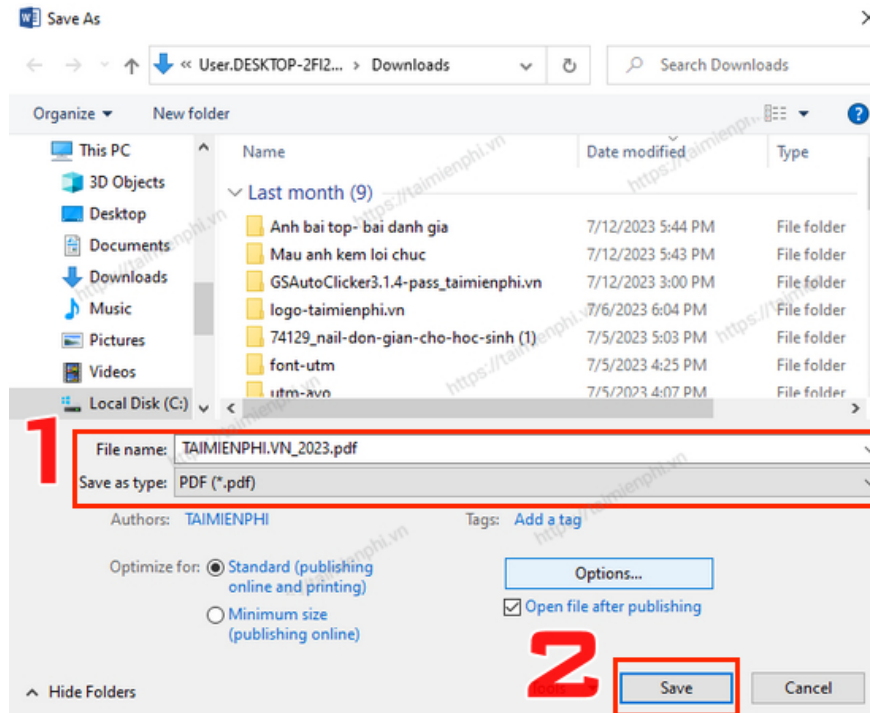 Save As
« User.DESKTOP-2FI2... › Downloads
Search Downloads
Organize
New folder
This PC
3D Objects
Desktop
Documents
Downloads
Music
Pictures
Videos
Local Disk (C:)
Name Date modified Type
Last month (9)
Anh bai top- bai danh gia 7/12/2023 5:44 PM File folder
Mau anh kem loi chuc 7/12/2023 5:43 PM File folder
GSAutoClicker3.1.4-pass_taimienphi.vn 7/12/2023 3:00 PM File folder
logo-taimienphi.vn 7/6/2023 6:04 PM File folder
74129_nail-don-gian-cho-hoc-sinh (1) 7/5/2023 5:03 PM File folder
font-utm 7/5/2023 4:25 PM File folder
utm-avo 7/5/2023 4:07 PM File folder
1
File name: TAIMIENPHI.VN_2023.pdf
Save as type: PDF (*.pdf)
Authors: TAIMIENPHI
Tags: Add a tag
Optimize for: Standard (publishing
online and printing)
Minimum size
(publishing online)
Options...
Open file after publishing
2
Hide Folders
Tools
Save
Cancel
https://taimienphi.vn